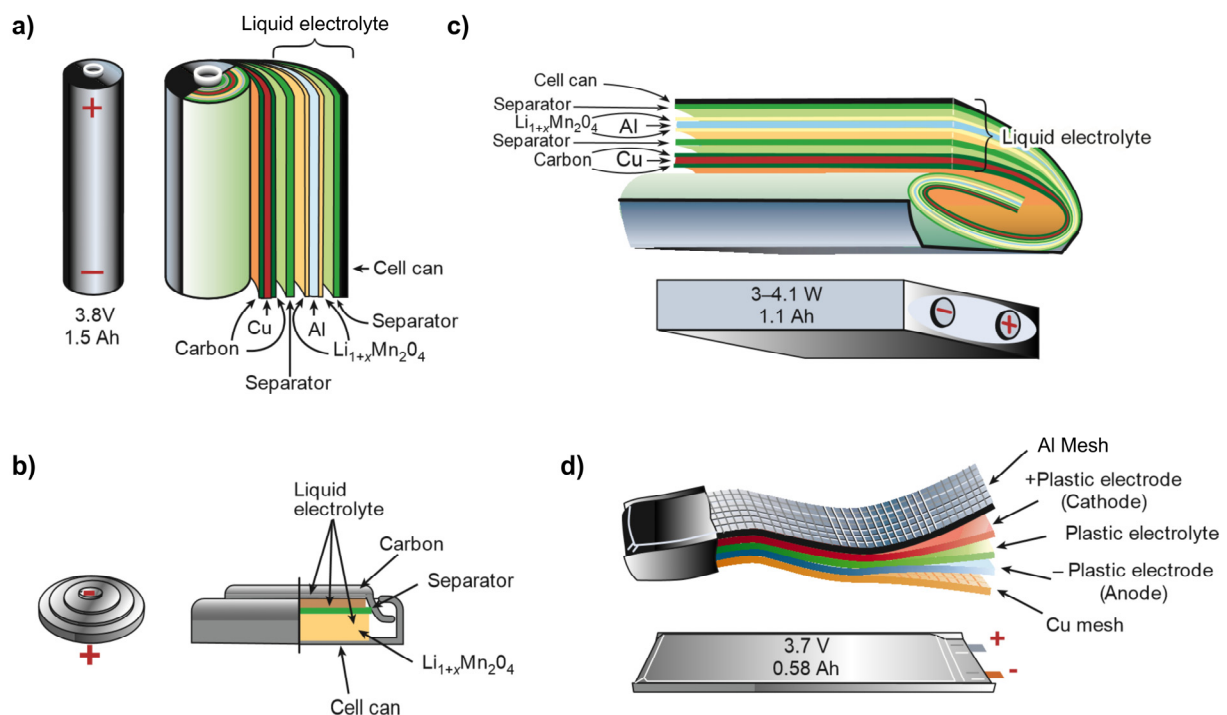 a)
Liquid electrolyte
+
−
3.8V
1.5 Ah
Cell can
Separator
Cu
Al
Carbon
Li1+xMn2O4
Separator
b)
Liquid
electrolyte
Carbon
Separator
-
+
Li1+xMn2O4
Cell can
c)
Cell can
Separator
Li1+xMn2O4
Al
Separator
Carbon
Cu
Liquid electrolyte
3–4.1 W
1.1 Ah
-
+
d)
Al Mesh
+Plastic electrode
(Cathode)
Plastic electrolyte
– Plastic electrode
(Anode)
Cu mesh
3.7 V
0.58 Ah
+
-